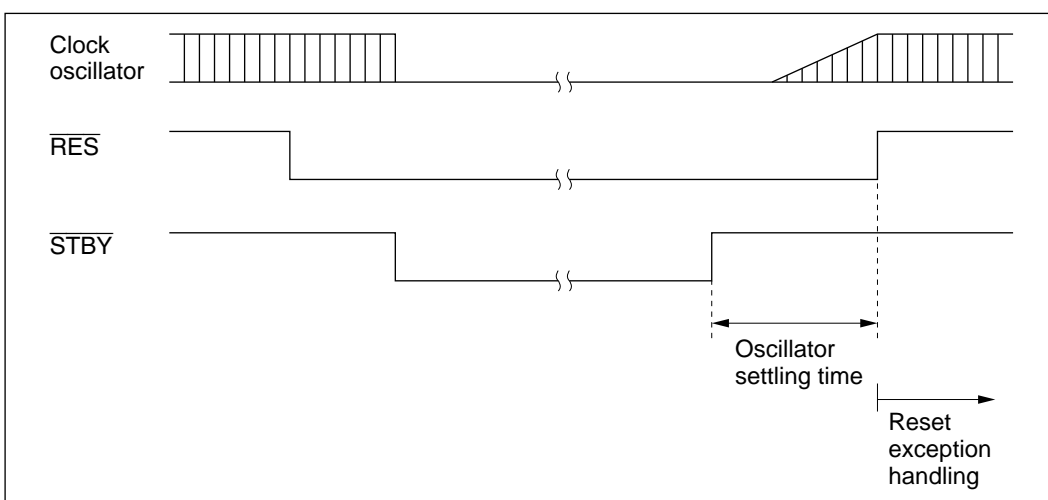 Clock
oscillator
RES
STBY
Oscillator
settling time
Reset
exception
handling